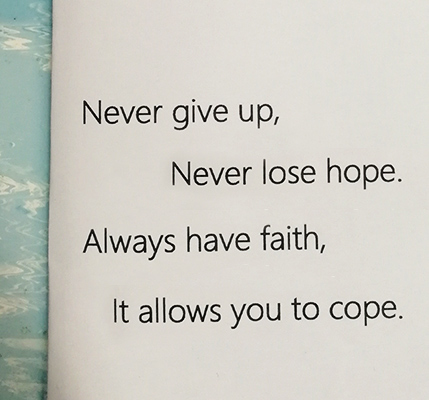 Never give up,
Never lose hope.
Always have faith,
It allows you to cope.